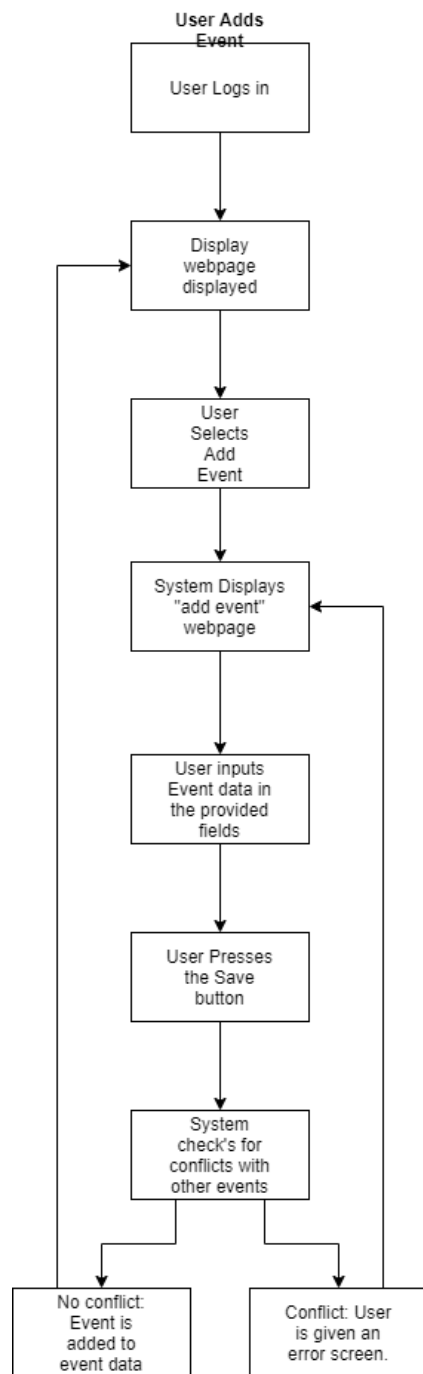 User Adds
Event
User Logs in
Display
webpage
displayed
User
Selects
Add
Event
System Displays
"add event"
webpage
User inputs
Event data in
the provided
fields
User Presses
the Save
button
System
check's for
conflicts with
other events
No conflict:
Event is
added to
event data
Conflict: User
is given an
error screen.